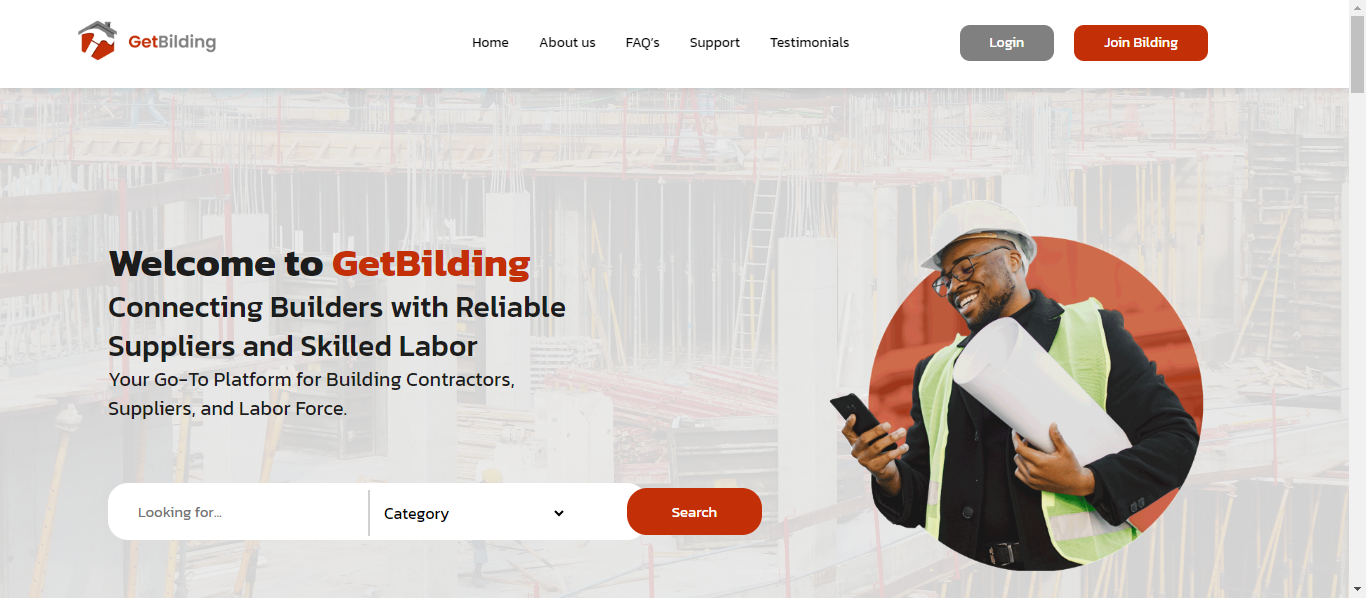 GetBilding
Home
About us
FAQ's
Support
Testimonials
Login
Join Bilding
Welcome to GetBilding
Connecting Builders with Reliable
Suppliers and Skilled Labor
Your Go-To Platform for Building Contractors,
Suppliers, and Labor Force.
Looking for...
Category
Search